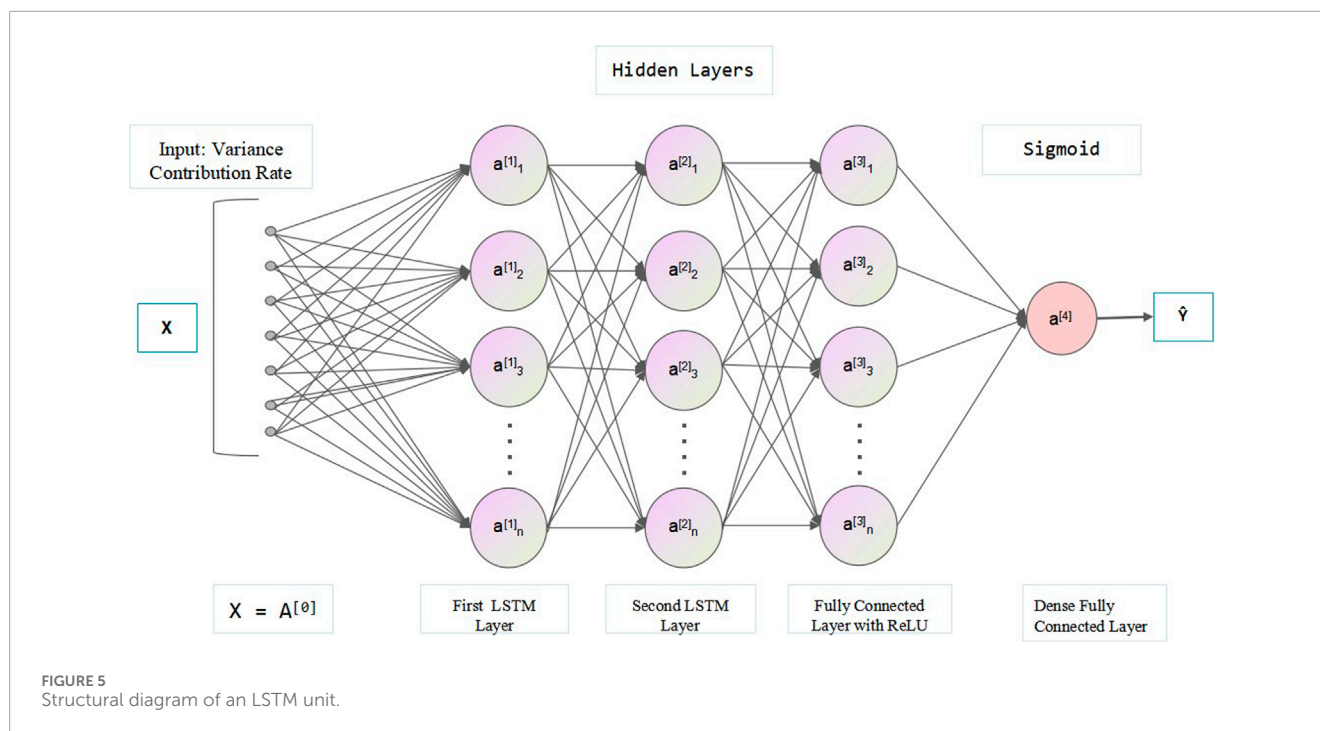 Hidden Layers
Input: Variance
Contribution Rate
Sigmoid
X
a[1]1
a[2]1
a[3]1
a[1]2
a[2]2
a[3]2
a[1]3
a[2]3
a[3]3
a[4]
Ŷ
a[1]n
a[2]n
a[3]n
X = A[0]
First LSTM
Layer
Second LSTM
Layer
Fully Connected
Layer with ReLU
Dense Fully
Connected Layer
FIGURE 5
Structural diagram of an LSTM unit.